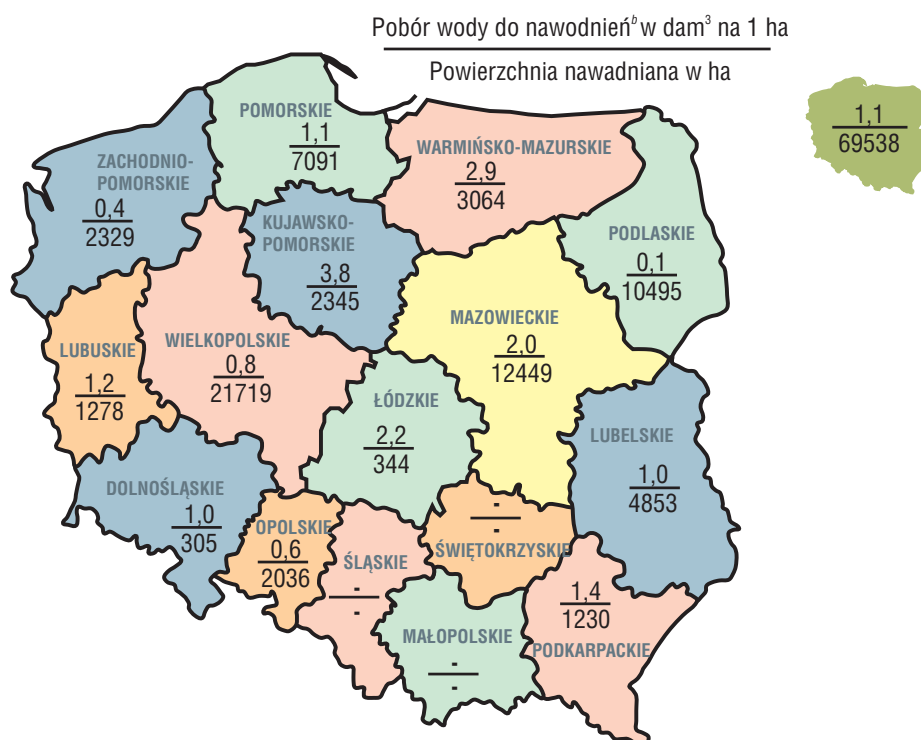 Pobór wody do nawodnień^b w dam³ na 1 ha
Powierzchnia nawadniana w ha
1,1
69538
POMORSKIE
1,1
7091
WARMIŃSKO-MAZURSKIE
2,9
3064
ZACHODNIO-
POMORSKIE
0,4
2329
KUJAWSKO-
POMORSKIE
3,8
2345
PODLASKIE
0,1
10495
MAZOWIECKIE
2,0
12449
LUBUSKIE
1,2
1278
WIELKOPOLSKIE
0,8
21719
ŁÓDZKIE
2,2
344
LUBELSKIE
1,0
4853
DOLNOŚLĄSKIE
1,0
305
OPOLSKIE
0,6
2036
ŚLĄSKIE
-
-
-
-
ŚWIĘTOKRZYSKIE
MAŁOPOLSKIE
-
-
1,4
1230
PODKARPACKIE